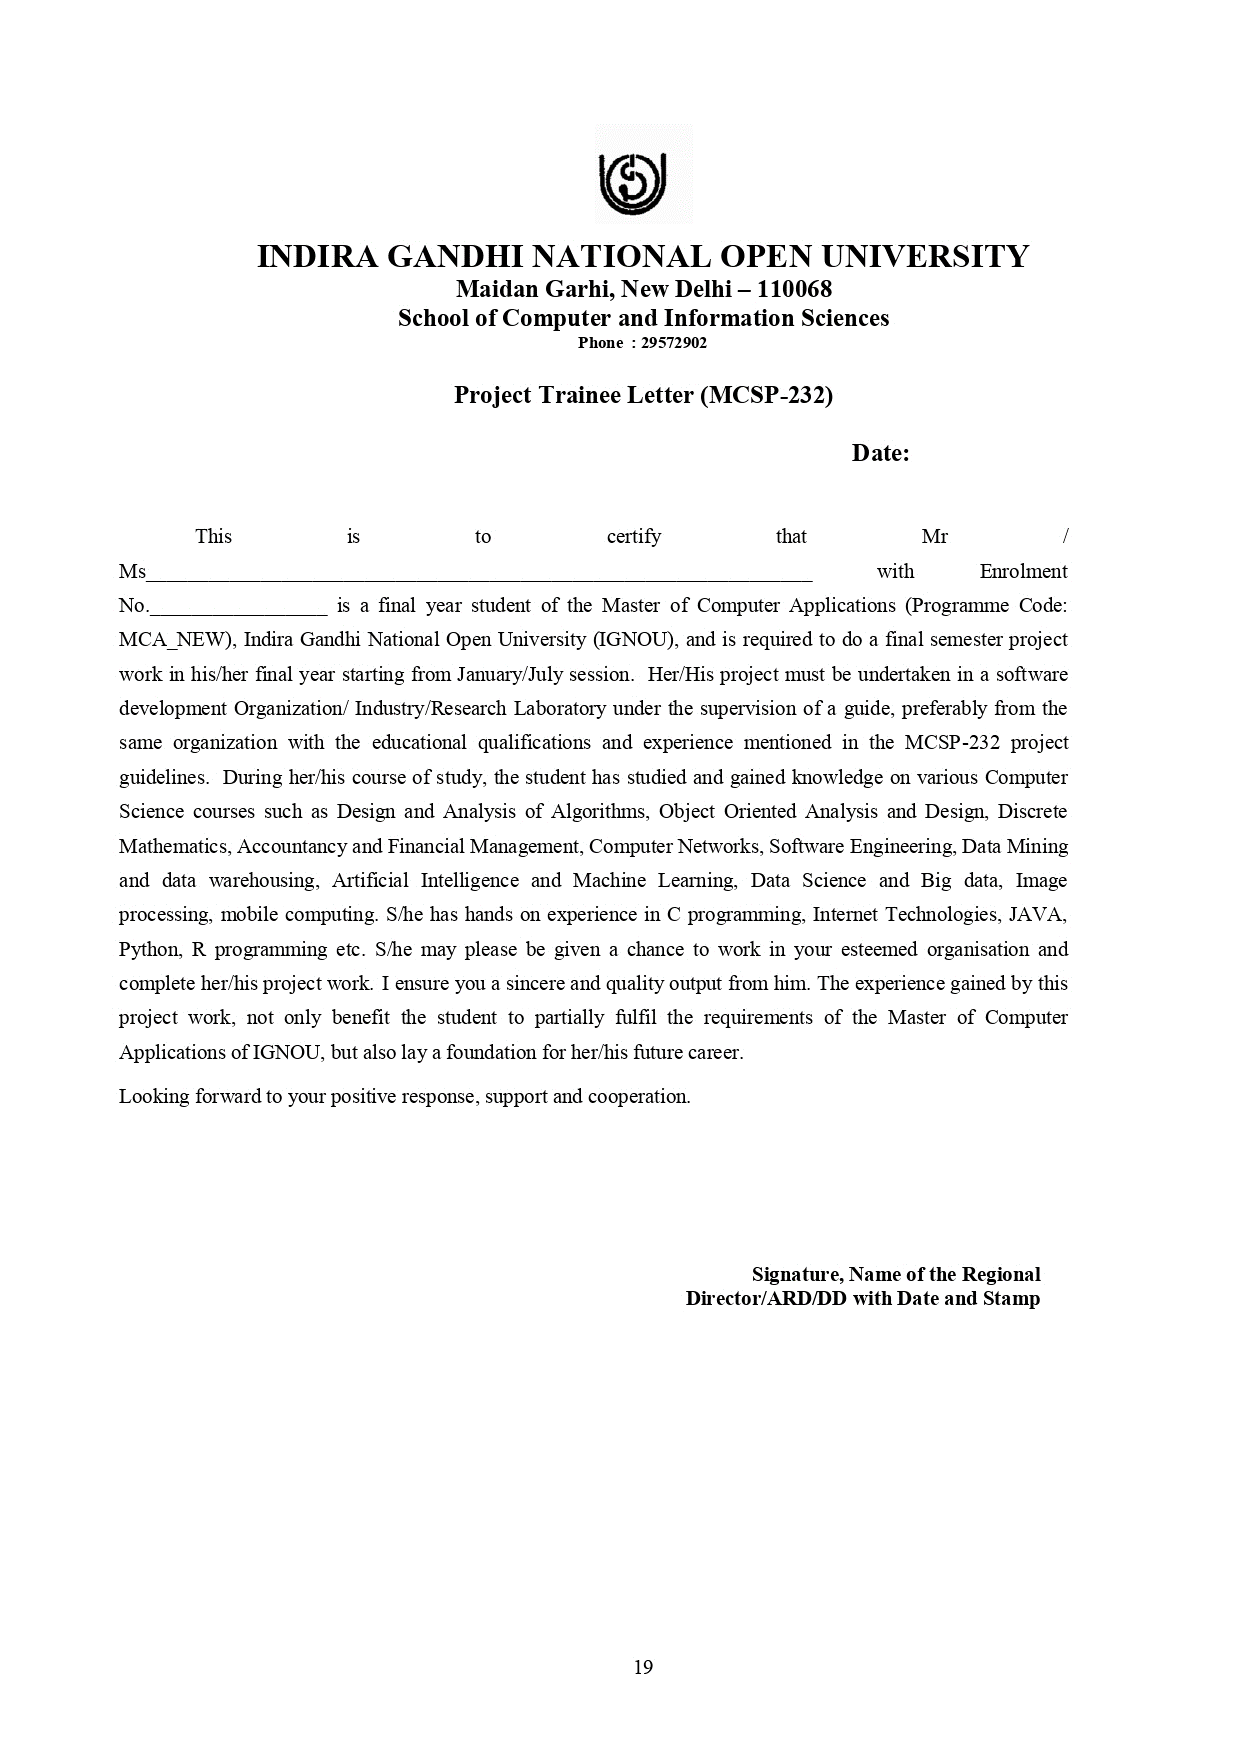 INDIRA GANDHI NATIONAL OPEN UNIVERSITY
Maidan Garhi, New Delhi – 110068
School of Computer and Information Sciences
Phone : 29572902
Project Trainee Letter (MCSP-232)
Date:
This is to certify that Mr /
Ms________________________________________________________________ with Enrolment
No._________________ is a final year student of the Master of Computer Applications (Programme Code:
MCA_NEW), Indira Gandhi National Open University (IGNOU), and is required to do a final semester project
work in his/her final year starting from January/July session. Her/His project must be undertaken in a software
development Organization/ Industry/Research Laboratory under the supervision of a guide, preferably from the
same organization with the educational qualifications and experience mentioned in the MCSP-232 project
guidelines. During her/his course of study, the student has studied and gained knowledge on various Computer
Science courses such as Design and Analysis of Algorithms, Object Oriented Analysis and Design, Discrete
Mathematics, Accountancy and Financial Management, Computer Networks, Software Engineering, Data Mining
and data warehousing, Artificial Intelligence and Machine Learning, Data Science and Big data, Image
processing, mobile computing. S/he has hands on experience in C programming, Internet Technologies, JAVA,
Python, R programming etc. S/he may please be given a chance to work in your esteemed organisation and
complete her/his project work. I ensure you a sincere and quality output from him. The experience gained by this
project work, not only benefit the student to partially fulfil the requirements of the Master of Computer
Applications of IGNOU, but also lay a foundation for her/his future career.
Looking forward to your positive response, support and cooperation.
Signature, Name of the Regional
Director/ARD/DD with Date and Stamp
19